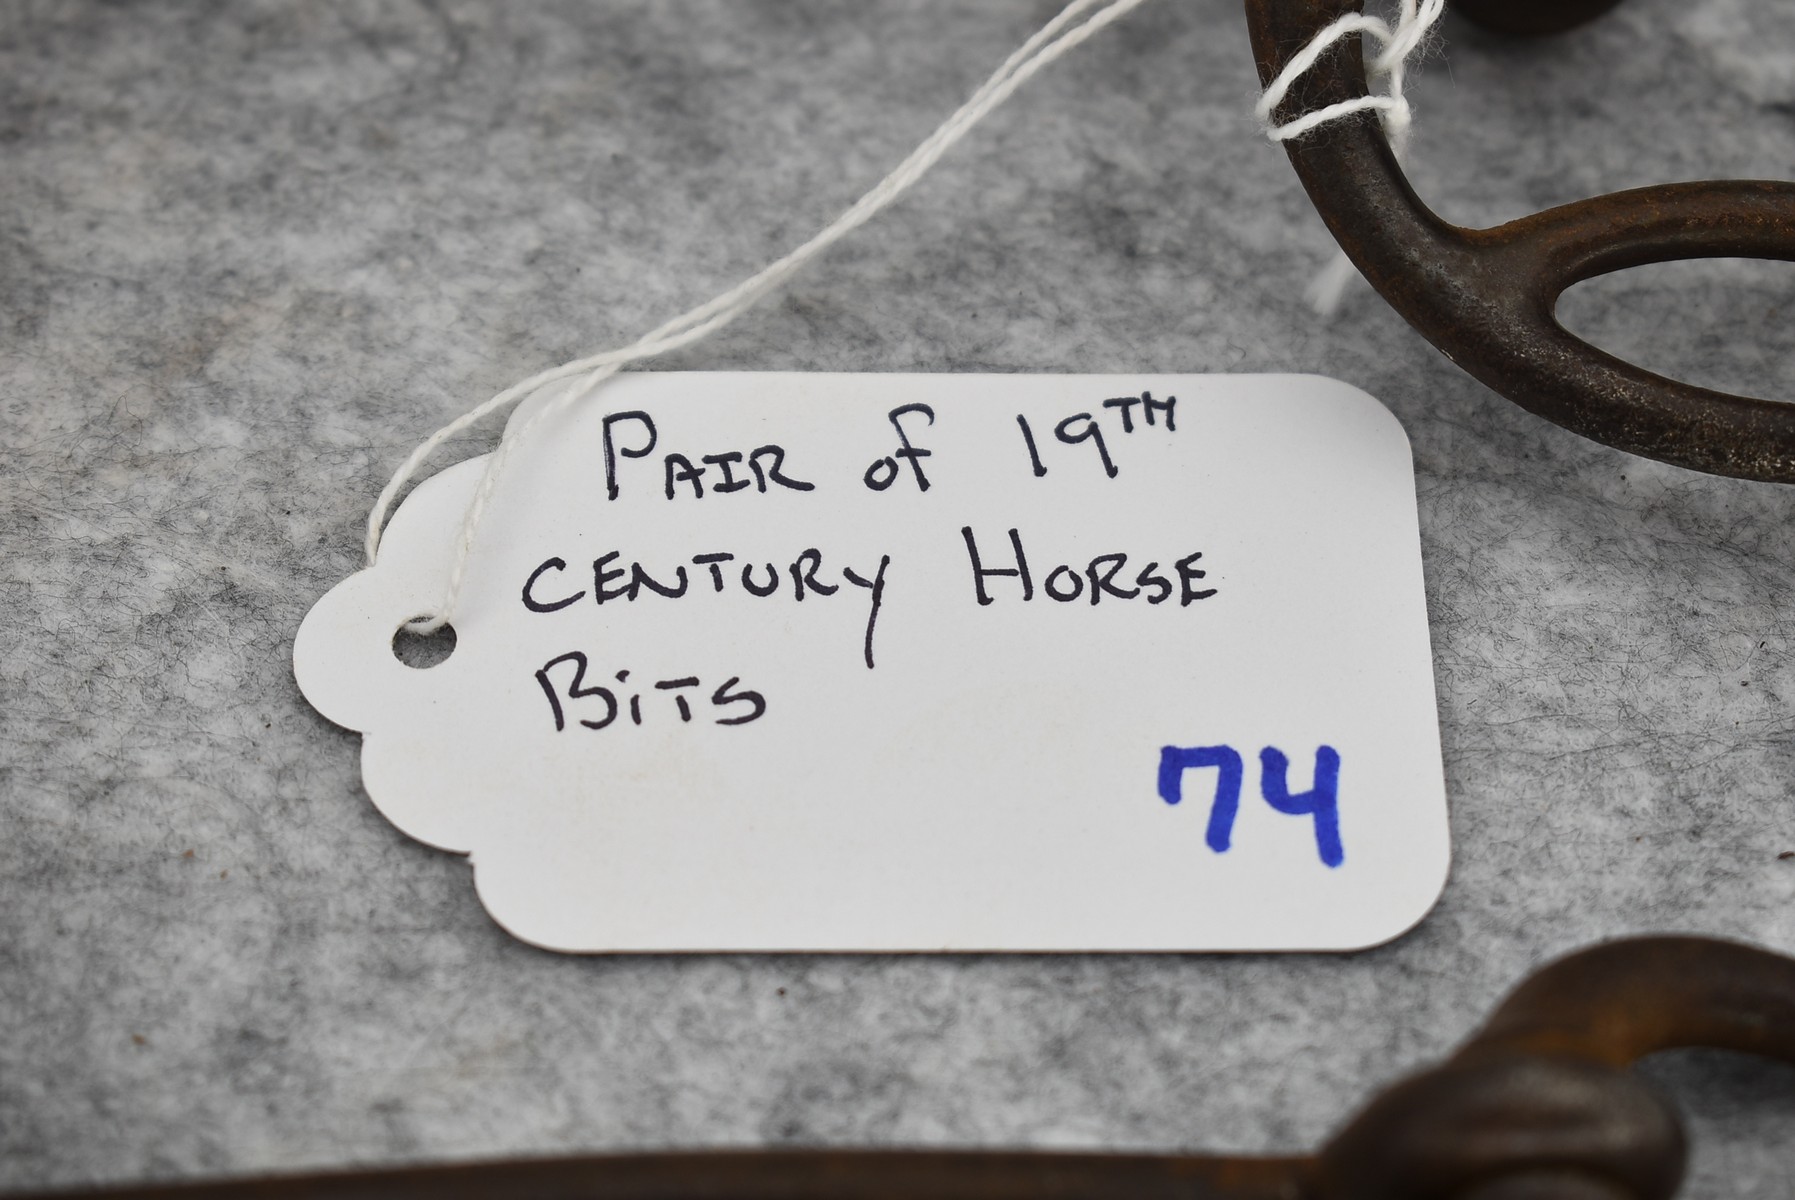 Pair of 19TH
Century Horse
Bits
74